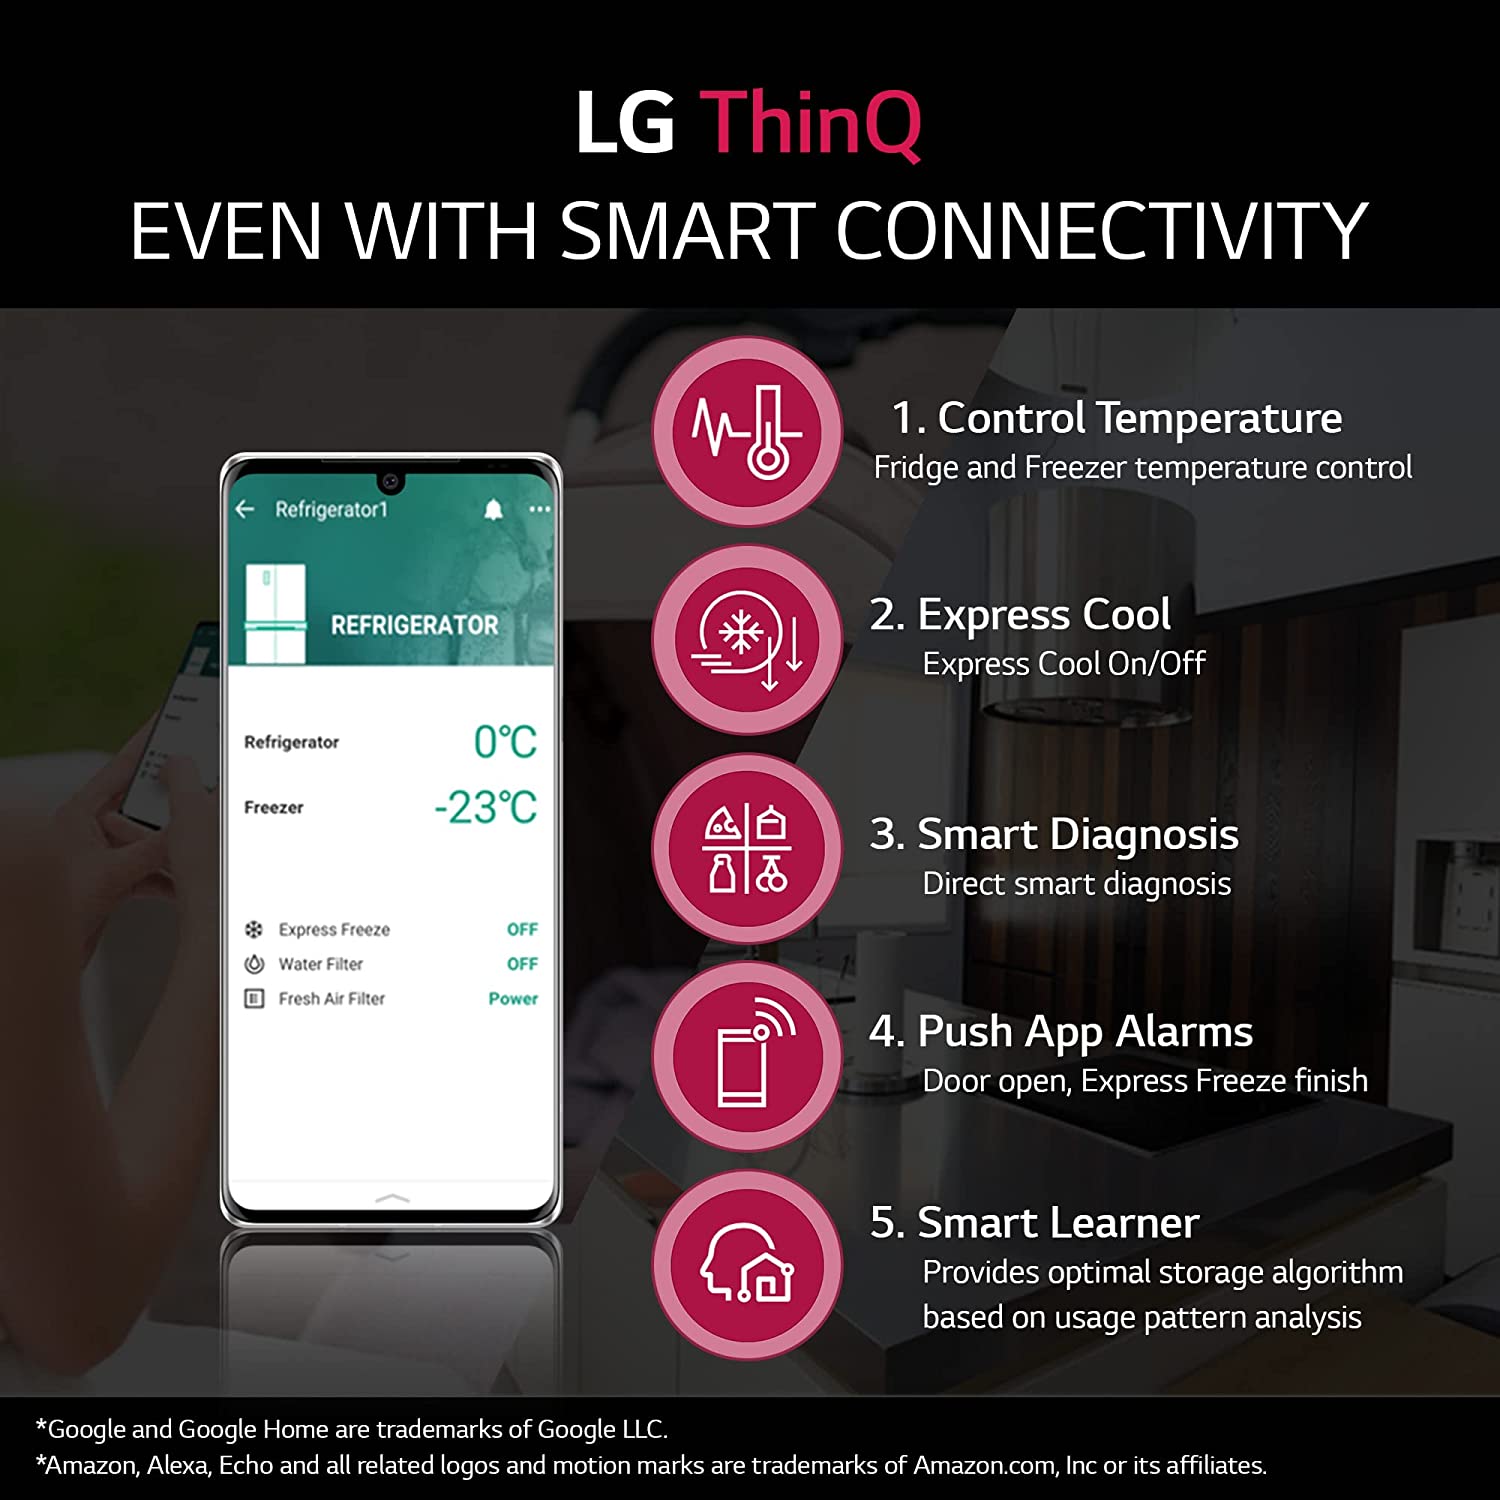 LG ThinQ
EVEN WITH SMART CONNECTIVITY
Refrigerator1
REFRIGERATOR
Refrigerator 0°C
Freezer -23°C
Express Freeze OFF
Water Filter OFF
Fresh Air Filter Power
1. Control Temperature
Fridge and Freezer temperature control
2. Express Cool
Express Cool On/Off
3. Smart Diagnosis
Direct smart diagnosis
4. Push App Alarms
Door open, Express Freeze finish
5. Smart Learner
Provides optimal storage algorithm
based on usage pattern analysis
*Google and Google Home are trademarks of Google LLC.
*Amazon, Alexa, Echo and all related logos and motion marks are trademarks of Amazon.com, Inc or its affiliates.